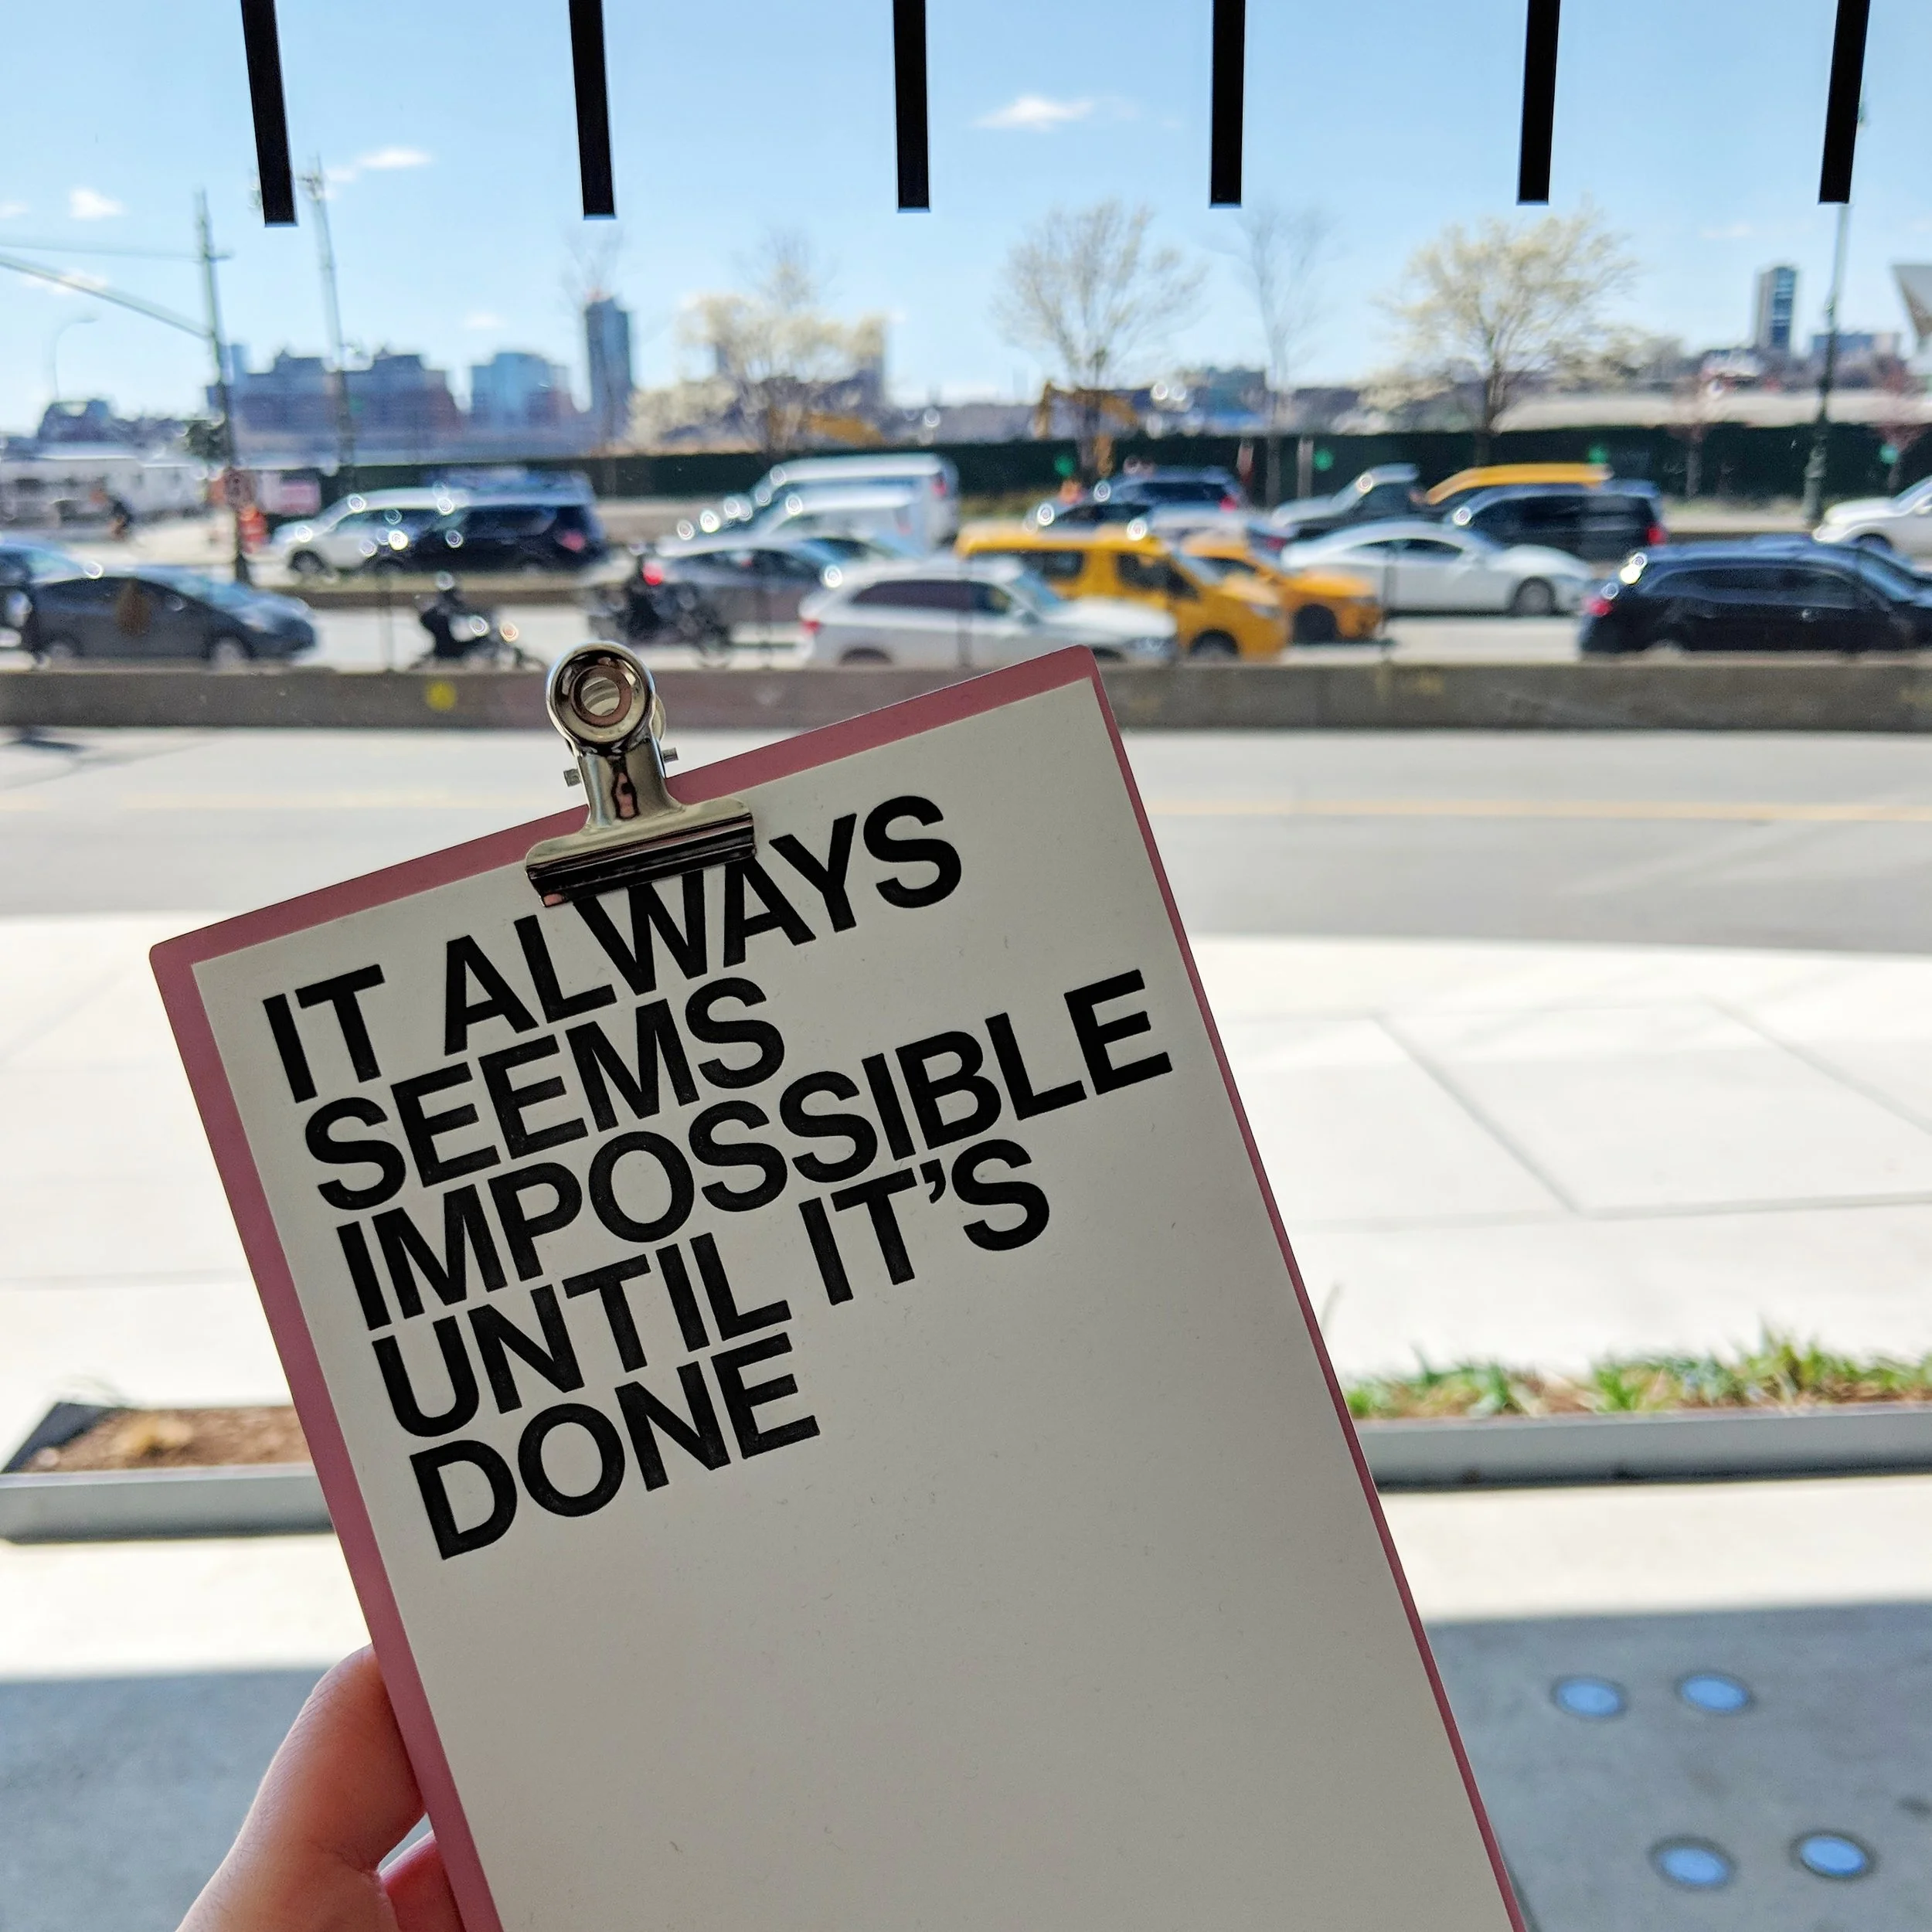 IT ALWAYS
SEEMS
IMPOSSIBLE
UNTIL IT’S
DONE